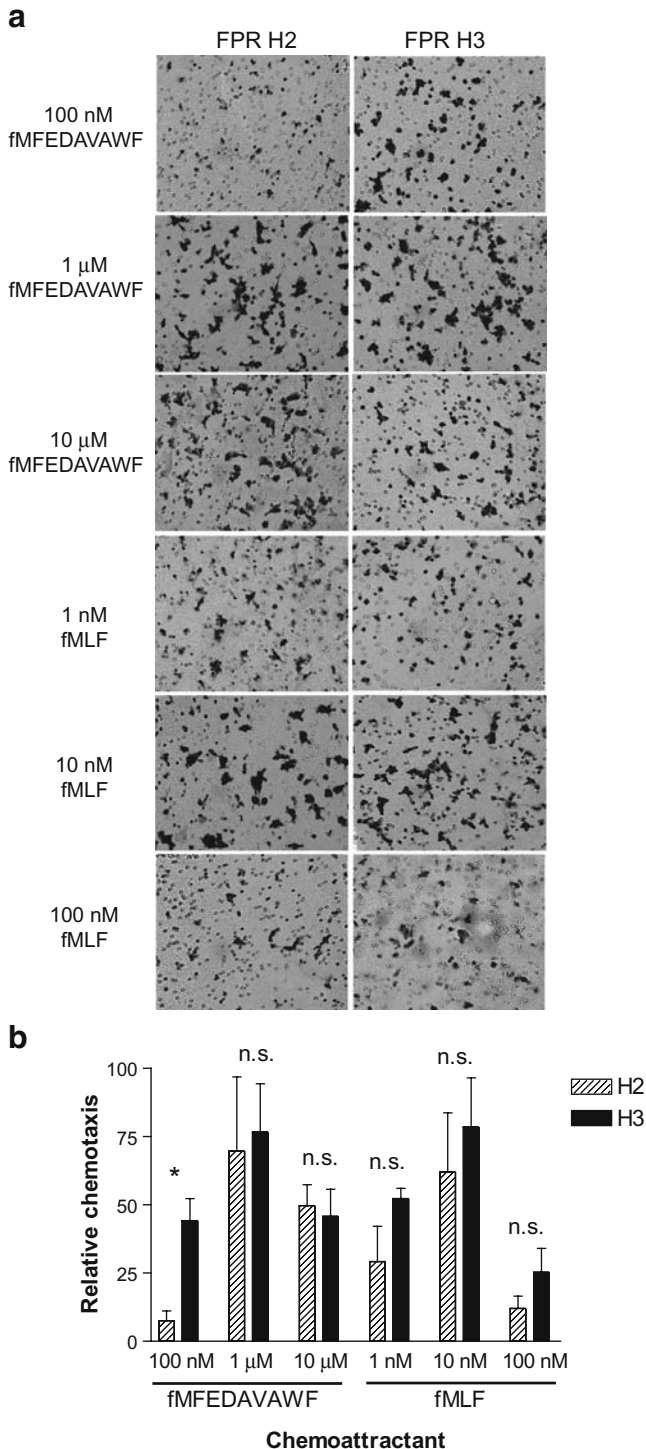 a
FPR H2
FPR H3
100 nM
fMFEDAVAWF
1 μM
fMFEDAVAWF
10 μM
fMFEDAVAWF
1 nM
fMLF
10 nM
fMLF
100 nM
fMLF
b
100
75
50
25
0
Relative chemotaxis
*
n.s.
n.s.
n.s.
n.s.
n.s.
H2
H3
100 nM
1 μM
10 μM
1 nM
10 nM
100 nM
fMFEDAVAWF
fMLF
Chemoattractant